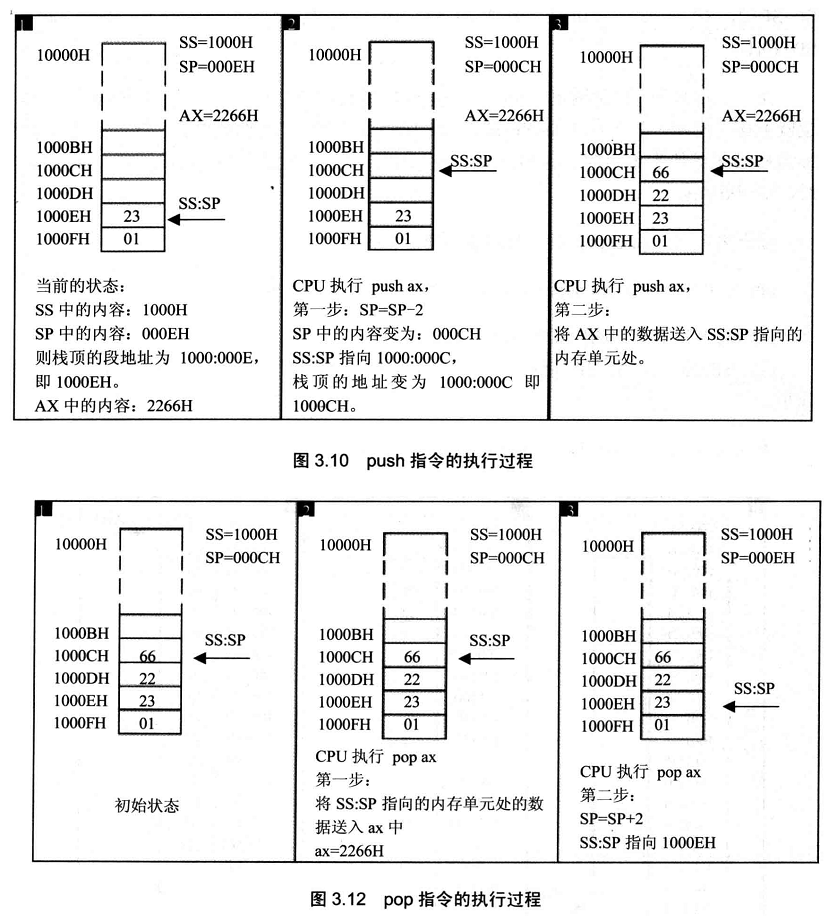 1
10000H
SS=1000H
SP=000EH
AX=2266H
1000BH
1000CH
1000DH
SS:SP
1000EH 23
1000FH 01
当前的状态:
SS 中的内容: 1000H
SP 中的内容: 000EH
则栈顶的段地址为 1000:000E,
即 1000EH。
AX 中的内容: 2266H
2
10000H
SS=1000H
SP=000CH
AX=2266H
1000BH
SS:SP
1000CH
1000DH
1000EH 23
1000FH 01
CPU 执行 push ax,
第一步: SP=SP-2
SP 中的内容变为: 000CH
SS:SP 指向 1000:000C,
栈顶的地址变为 1000:000C 即
1000CH。
3
10000H
SS=1000H
SP=000CH
AX=2266H
1000BH
SS:SP
1000CH 66
1000DH 22
1000EH 23
1000FH 01
CPU 执行 push ax,
第二步:
将 AX 中的数据送入 SS:SP 指向的
内存单元处。
图 3.10 push 指令的执行过程
1
10000H
SS=1000H
SP=000CH
1000BH
SS:SP
1000CH 66
1000DH 22
1000EH 23
1000FH 01
初始状态
2
10000H
SS=1000H
SP=000CH
1000BH
SS:SP
1000CH 66
1000DH 22
1000EH 23
1000FH 01
CPU 执行 pop ax
第一步:
将 SS:SP 指向的内存单元处的数
据送入 ax 中
ax=2266H
3
10000H
SS=1000H
SP=000EH
1000BH
1000CH 66
1000DH 22
SS:SP
1000EH 23
1000FH 01
CPU 执行 pop ax
第二步:
SP=SP+2
SS:SP 指向 1000EH
图 3.12 pop 指令的执行过程